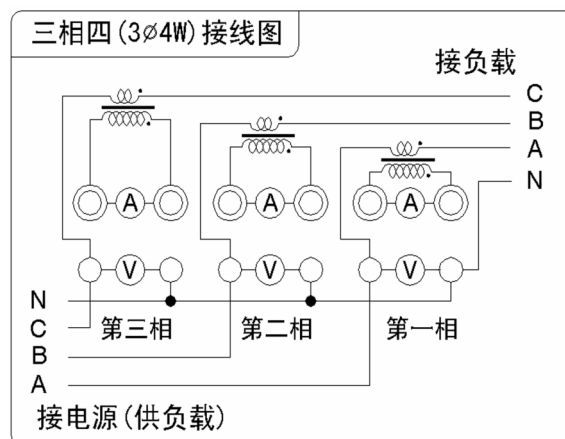 三相四(3ø4W)接线图
接负载
C
B
A
N
A A A
V V V
N
C 第三相 第二相 第一相
B
A
接电源(供负载)